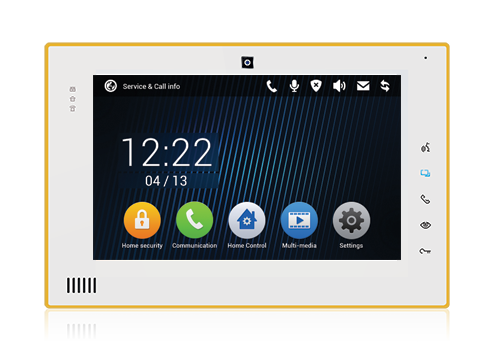 Service & Call info
12:22
04 / 13
Home security
Communication
Home Control
Multi-media
Settings